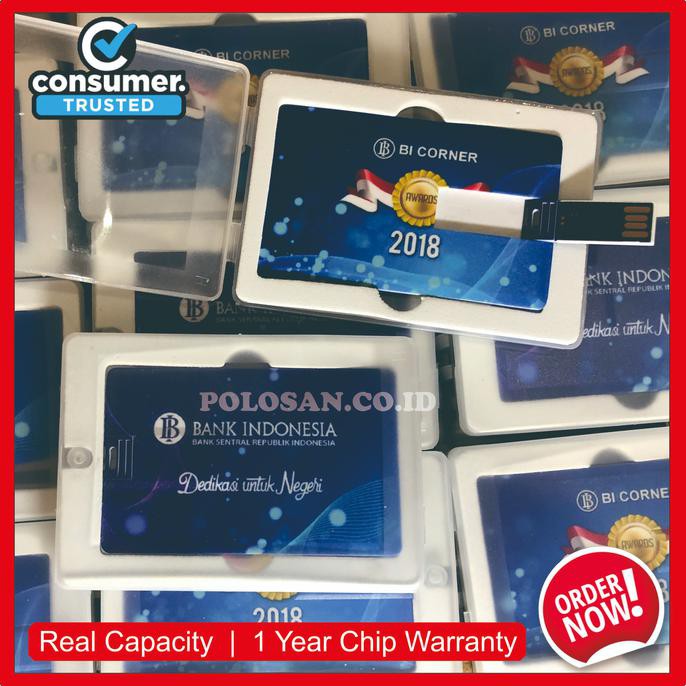 consumer.
TRUSTED
BI CORNER
2018
BI CORNER
AWARDS
2018
BANK INDONESIA
BANK SENTRAL REPUBLIK INDONESIA
Dedikasi untuk N
BANK INDONESIA
POLOSAN.CO.ID
BANK INDONESIA
BANK SENTRAL REPUBLIK INDONESIA
Dedikasi untuk Negeri
BI CORNER
AWARDS
2018
ORDER
NOW!
Real Capacity | 1 Year Chip Warranty